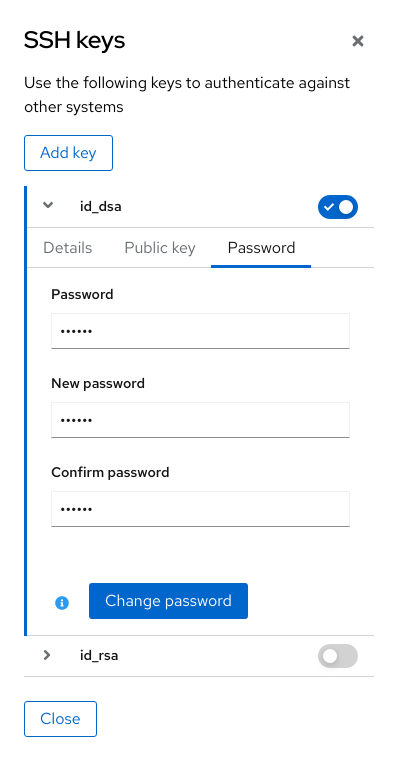 SSH keys
Use the following keys to authenticate against
other systems
Add key
id_dsa
Details Public key Password
Password
••••••
New password
••••••
Confirm password
••••••
Change password
id_rsa
Close